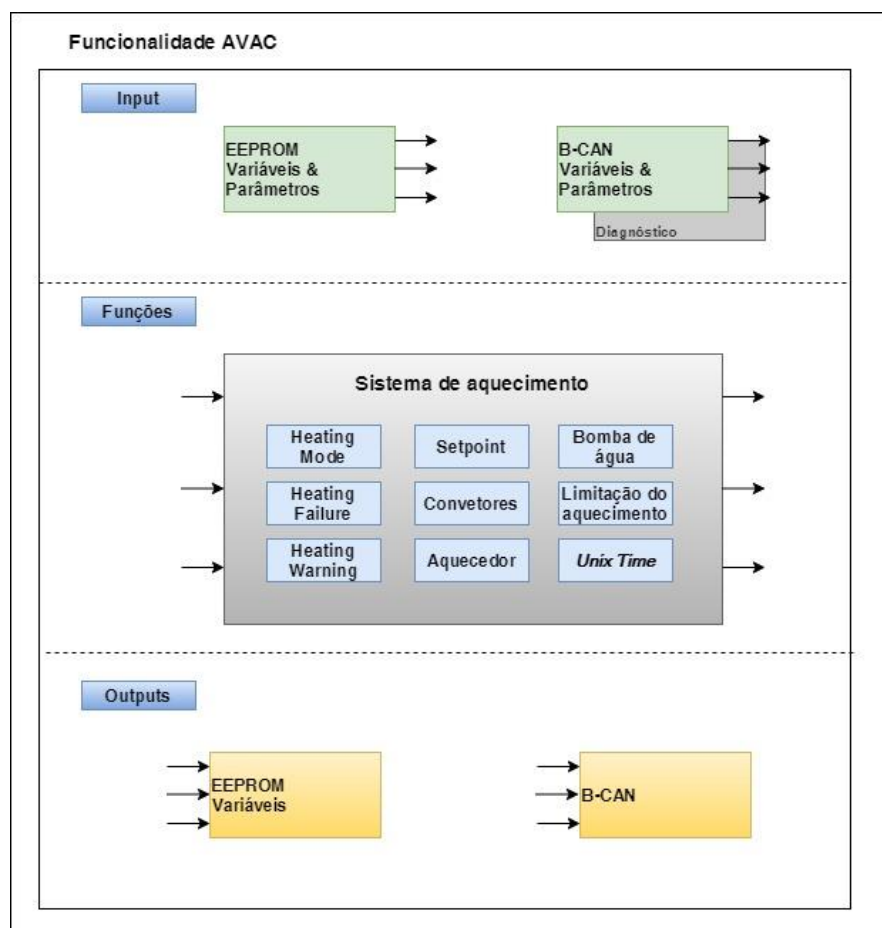 Funcionalidade AVAC
Input
EEPROM
Variáveis &
Parâmetros
B-CAN
Variáveis &
Parâmetros
Diagnóstico
Funções
Sistema de aquecimento
Heating
Mode
Setpoint
Bomba de
água
Heating
Failure
Convetores
Limitação do
aquecimento
Heating
Warning
Aquecedor
Unix Time
Outputs
EEPROM
Variáveis
B-CAN